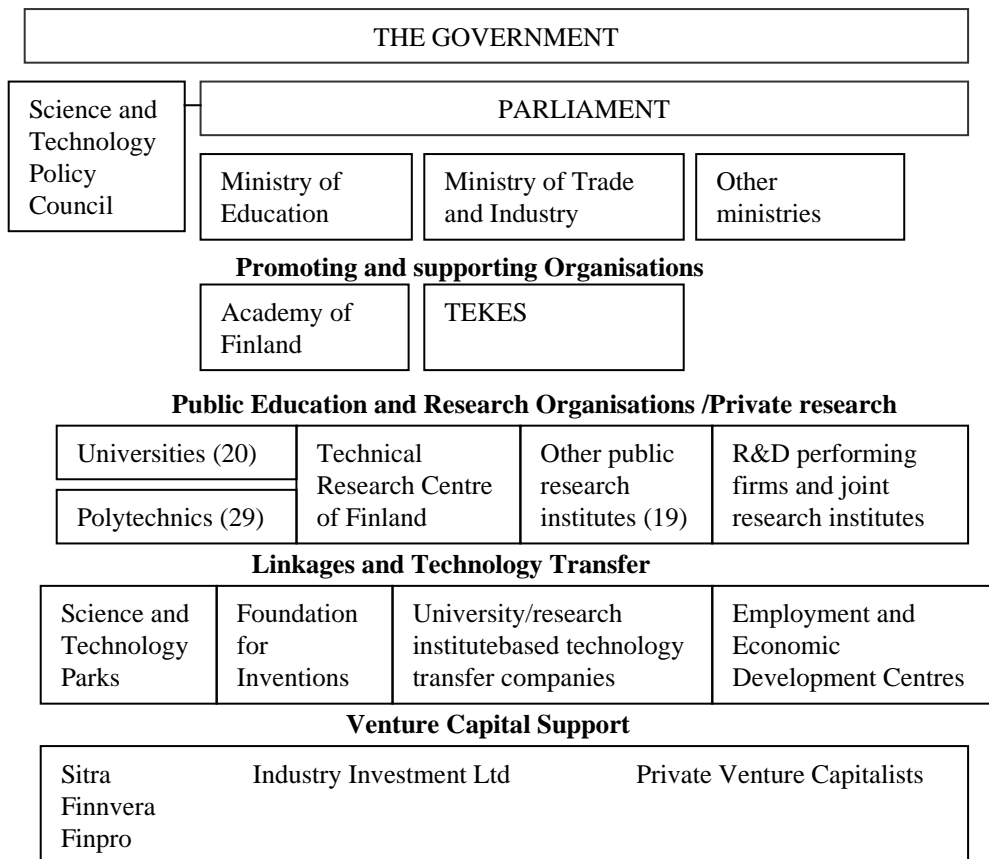 THE GOVERNMENT
Science and
Technology
Policy
Council
PARLIAMENT
Ministry of
Education
Ministry of Trade
and Industry
Other
ministries
Promoting and supporting Organisations
Academy of
Finland
TEKES
Public Education and Research Organisations /Private research
Universities (20)
Polytechnics (29)
Technical
Research Centre
of Finland
Other public
research
institutes (19)
R&D performing
firms and joint
research institutes
Linkages and Technology Transfer
Science and
Technology
Parks
Foundation
for
Inventions
University/research
institutebased technology
transfer companies
Employment and
Economic
Development Centres
Venture Capital Support
Sitra
Finnvera
Finpro
Industry Investment Ltd
Private Venture Capitalists